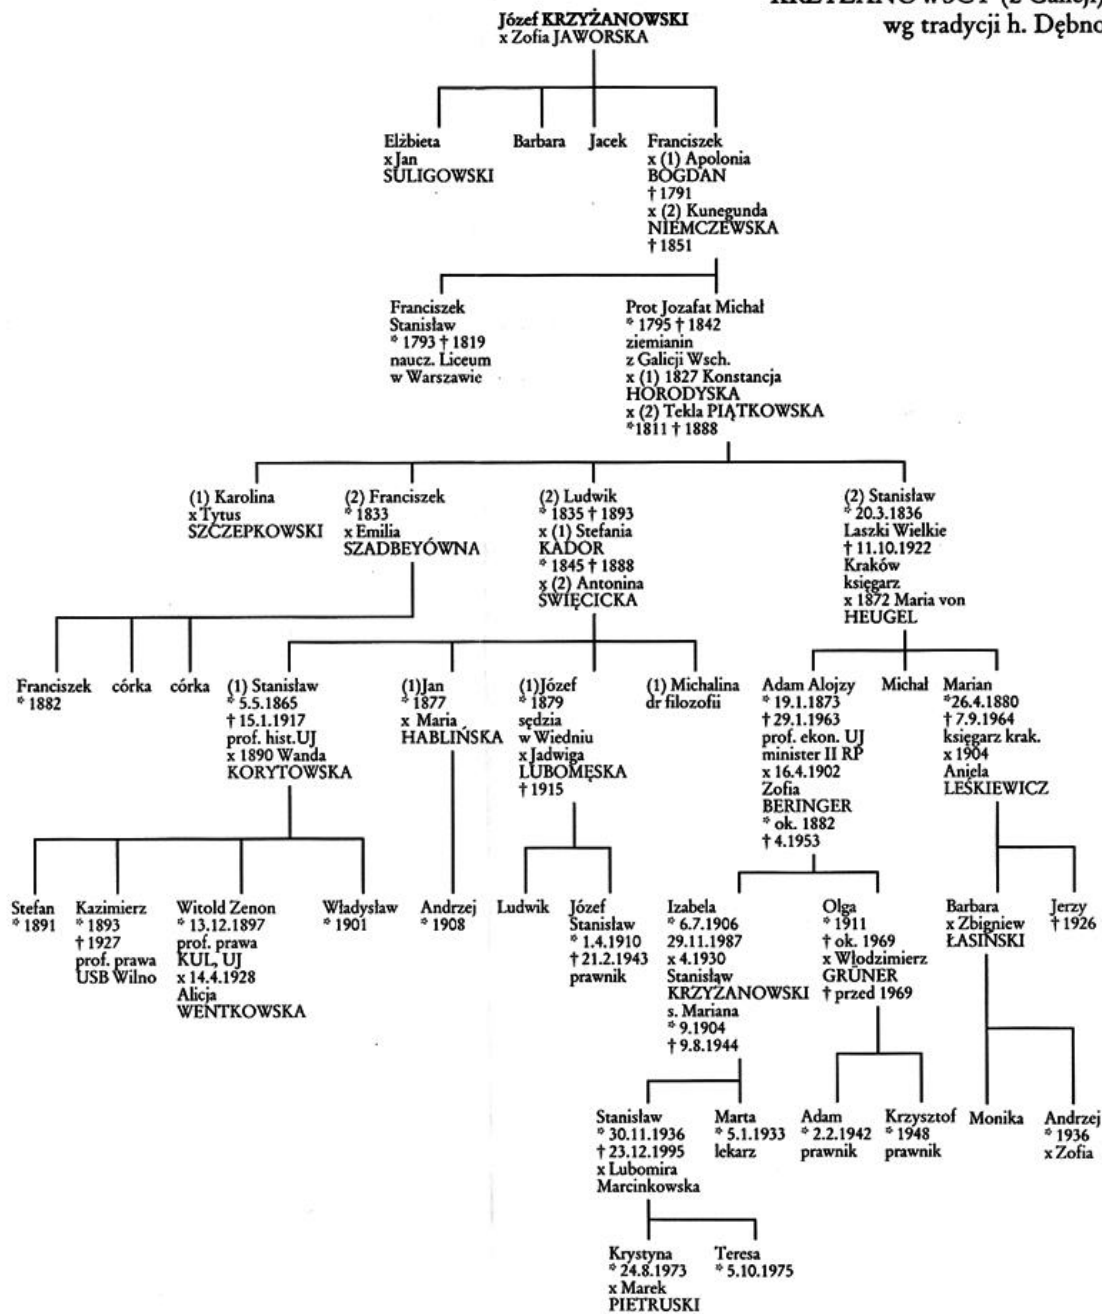 KRZYŻANOWSCY (z Galicji)
wg tradycji h. Dębno
Józef KRZYŻANOWSKI
x Zofia JAWORSKA
Elżbieta
x Jan
SULIGOWSKI
Barbara
Jacek
Franciszek
x (1) Apolonia
BOGDAN
† 1791
x (2) Kunegunda
NIEMCZEWSKA
† 1851
Franciszek
Stanisław
* 1793 † 1819
naucz. Liceum
w Warszawie
Prot Jozafat Michał
* 1795 † 1842
ziemianin
z Galicji Wsch.
x (1) 1827 Konstancja
HORODYSKA
x (2) Tekla PIĄTKOWSKA
*1811 † 1888
(1) Karolina
x Tytus
SZCZEPKOWSKI
(2) Franciszek
* 1833
x Emilia
SZADBEYÓWNA
(2) Ludwik
* 1835 † 1893
x (1) Stefania
KADOR
* 1845 † 1888
x (2) Antonina
ŚWIĘCICKA
(2) Stanisław
* 20.3.1836
Laszki Wielkie
† 11.10.1922
Kraków
księgarz
x 1872 Maria von
HEUGEL
Franciszek
* 1882
córka
córka
(1) Stanisław
* 5.5.1865
† 15.1.1917
prof. hist.UJ
x 1890 Wanda
KORYTOWSKA
(1)Jan
* 1877
x Maria
HABLIŃSKA
(1)Józef
* 1879
sędzia
w Wiedniu
x Jadwiga
LUBOMĘSKA
† 1915
(1) Michalina
dr filozofii
Adam Alojzy
* 19.1.1873
†29.1.1963
prof. ekon. UJ
minister II RP
x 16.4.1902
Zofia
BERINGER
* ok. 1882
† 4.1953
Michał
Marian
*26.4.1880
† 7.9.1964
księgarz krak.
x 1904
Aniela
LEŚKIEWICZ
Stefan
* 1891
Kazimierz
* 1893
† 1927
prof. prawa
USB Wilno
Witold Zenon
* 13.12.1897
prof. prawa
KUL, UJ
x 14.4.1928
Alicja
WENTKOWSKA
Władysław
* 1901
Andrzej
* 1908
Ludwik
Józef
Stanisław
* 1.4.1910
† 21.2.1943
prawnik
Izabela
* 6.7.1906
29.11.1987
x 4.1930
Stanisław
KRZYŻANOWSKI
s. Mariana
* 9.1904
† 9.8.1944
Olga
* 1911
† ok. 1969
x Włodzimierz
GRÜNER
† przed 1969
Barbara
x Zbigniew
ŁASIŃSKI
Jerzy
† 1926
Stanisław
* 30.11.1936
† 23.12.1995
x Lubomira
Marcinkowska
Marta
* 5.1.1933
lekarz
Adam
* 2.2.1942
prawnik
Krzysztof
* 1948
prawnik
Monika
Andrzej
* 1936
x Zofia
Krystyna
* 24.8.1973
x Marek
PIETRUSKI
Teresa
* 5.10.1975